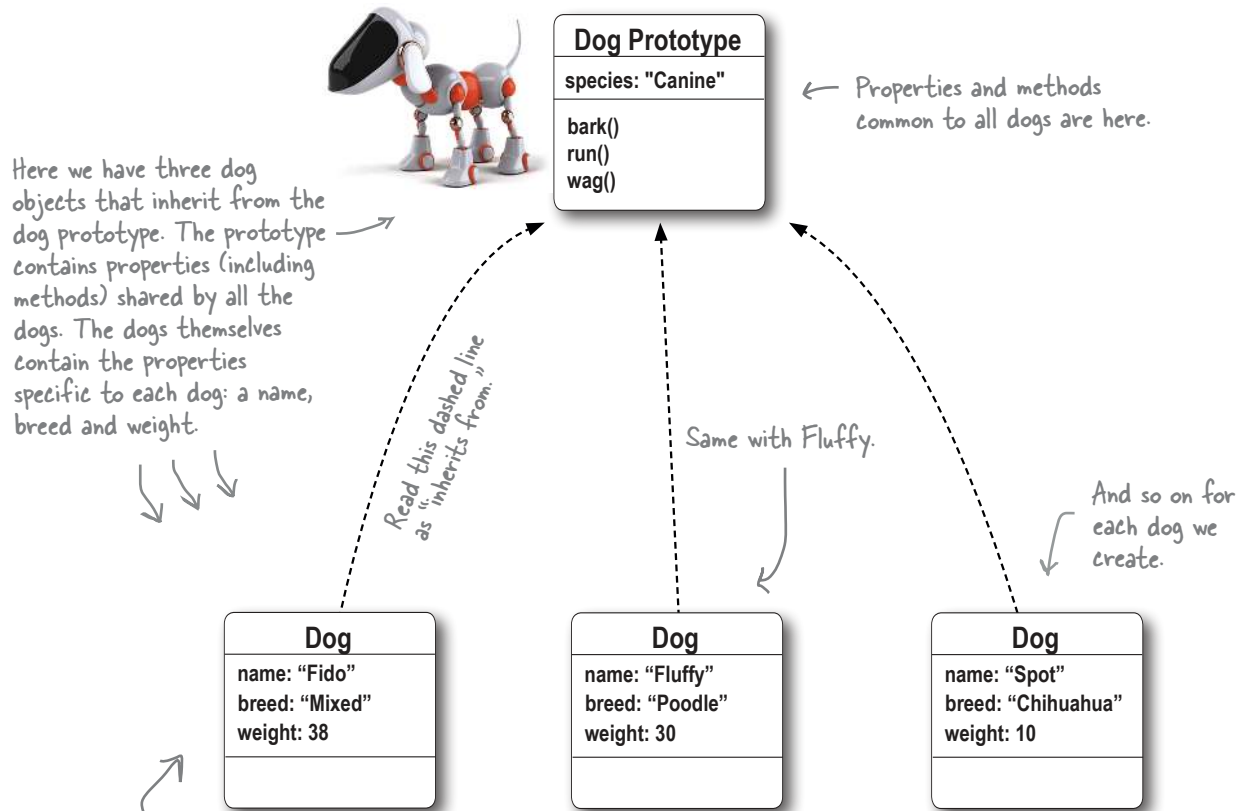 Dog Prototype
species: "Canine"
bark()
run()
wag()
Properties and methods
common to all dogs are here.
Here we have three dog
objects that inherit from the
dog prototype. The prototype
contains properties (including
methods) shared by all the
dogs. The dogs themselves
contain the properties
specific to each dog: a name,
breed and weight.
Read this dashed line
as “inherits from.”
Same with Fluffy.
And so on for
each dog we
create.
Dog
name: “Fido”
breed: “Mixed”
weight: 38
Dog
name: “Fluffy”
breed: “Poodle”
weight: 30
Dog
name: “Spot”
breed: “Chihuahua”
weight: 10